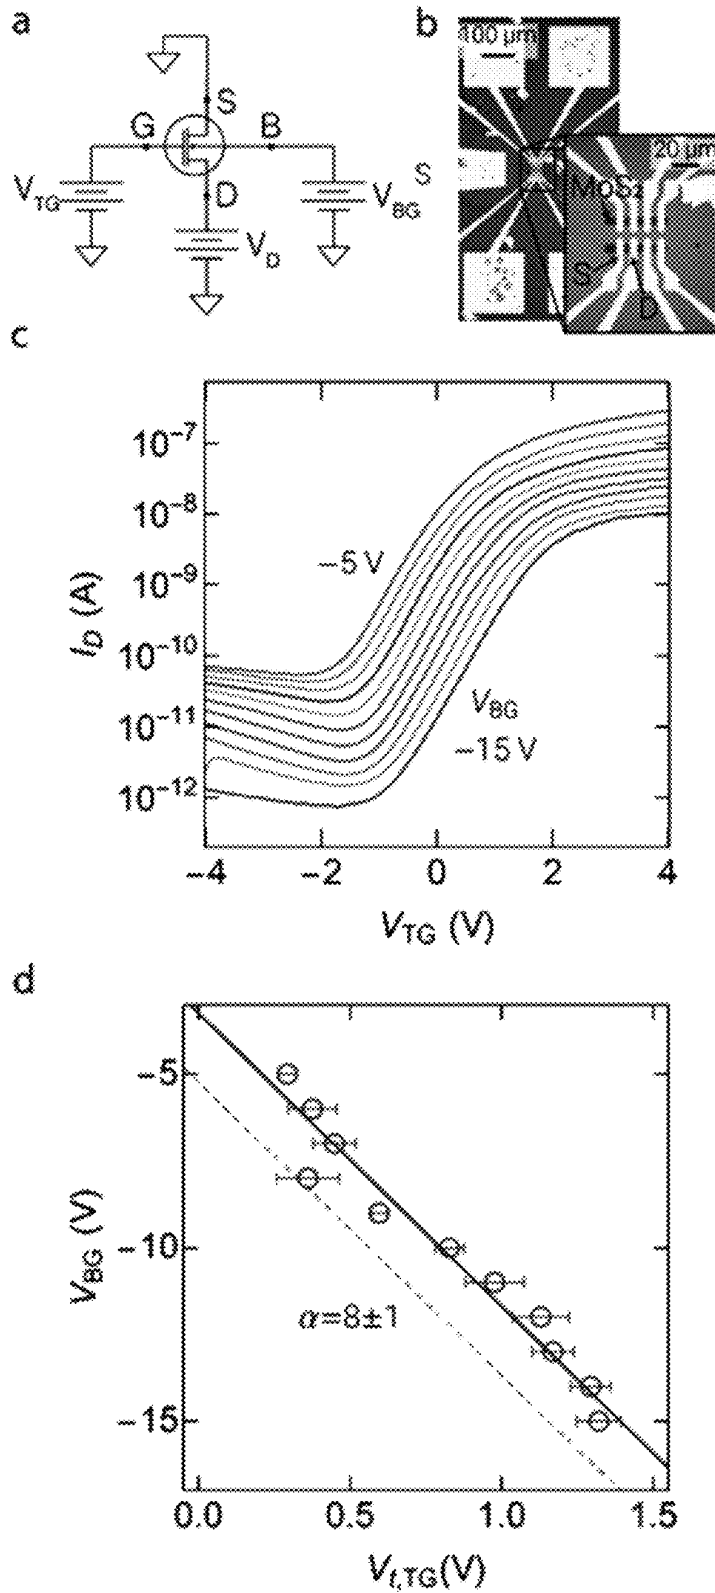 a
S
G
B
V_TG
D
V_BG
V_D
b
100 µm
20 µm
S
MoS₂
S
D
c
10⁻⁷
10⁻⁸
10⁻⁹
10⁻¹⁰
10⁻¹¹
10⁻¹²
I_D (A)
−5 V
V_BG
−15 V
−4
−2
0
2
4
V_TG (V)
d
−5
−10
−15
V_BG (V)
α=8±1
0.0
0.5
1.0
1.5
V_t,TG(V)